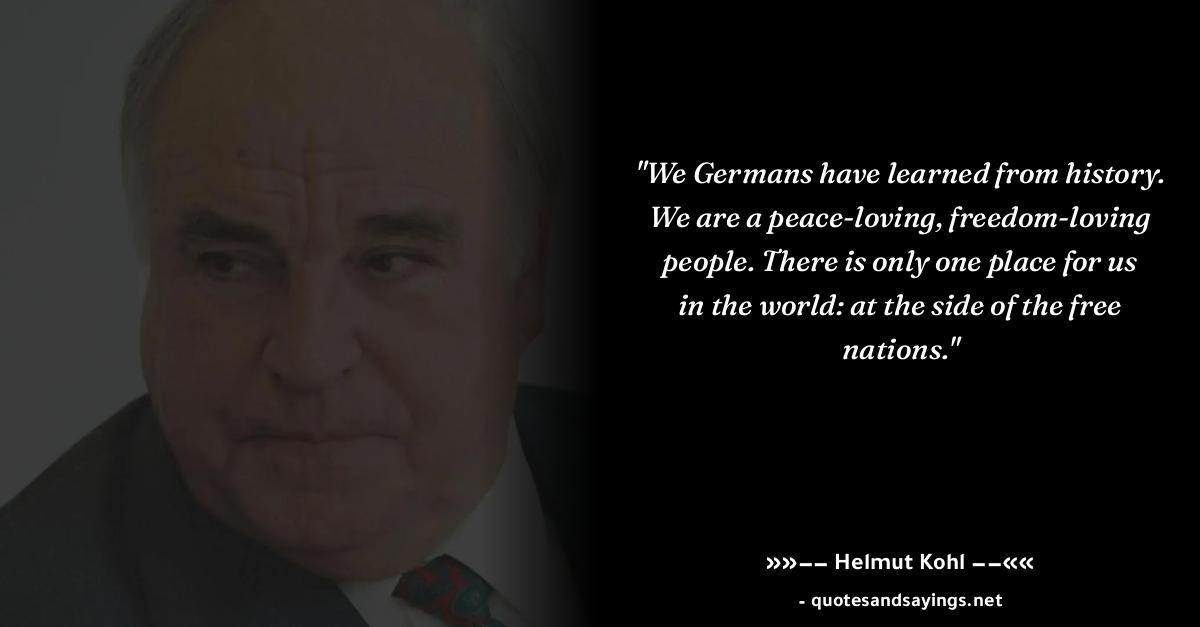 "We Germans have learned from history.
We are a peace-loving, freedom-loving
people. There is only one place for us
in the world: at the side of the free
nations."
»»−− Helmut Kohl −−««
- quotesandsayings.net